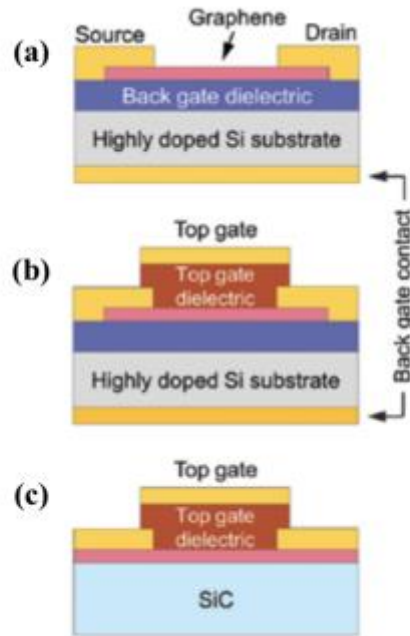 Graphene
Source
Drain
(a)
Back gate dielectric
Highly doped Si substrate
Back gate contact
Top gate
(b)
Top gate
dielectric
Highly doped Si substrate
Top gate
(c)
Top gate
dielectric
SiC